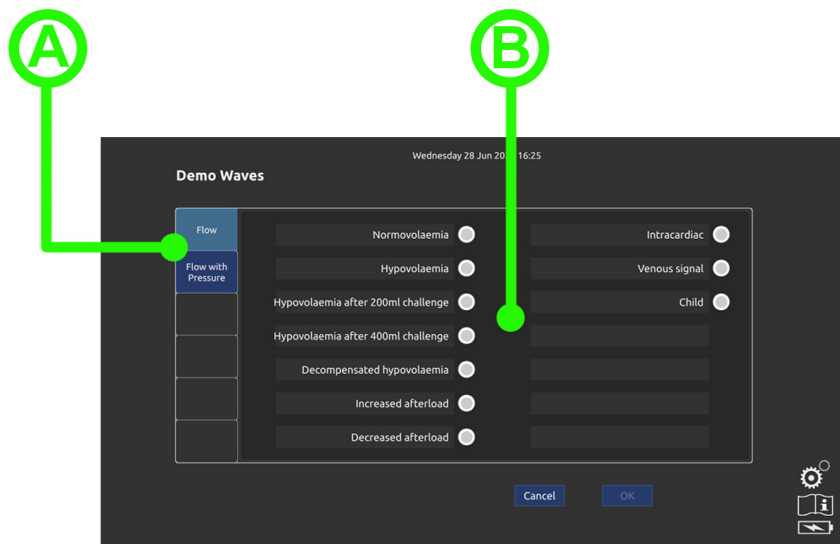 A
B
Wednesday 28 Jun 20 16:25
Demo Waves
Flow
Flow with
Pressure
Normovolaemia
Hypovolaemia
Hypovolaemia after 200ml challenge
Hypovolaemia after 400ml challenge
Decompensated hypovolaemia
Increased afterload
Decreased afterload
Intracardiac
Venous signal
Child
Cancel
OK
i